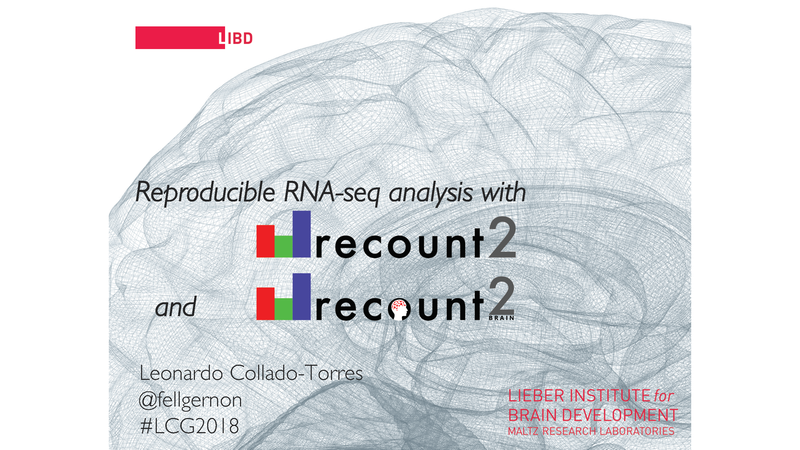 LIBD
Reproducible RNA-seq analysis with
recount2
and recount2
BRAIN
Leonardo Collado-Torres
@fellgernon
#LCG2018
LIEBER INSTITUTE for
BRAIN DEVELOPMENT
MALTZ RESEARCH LABORATORIES